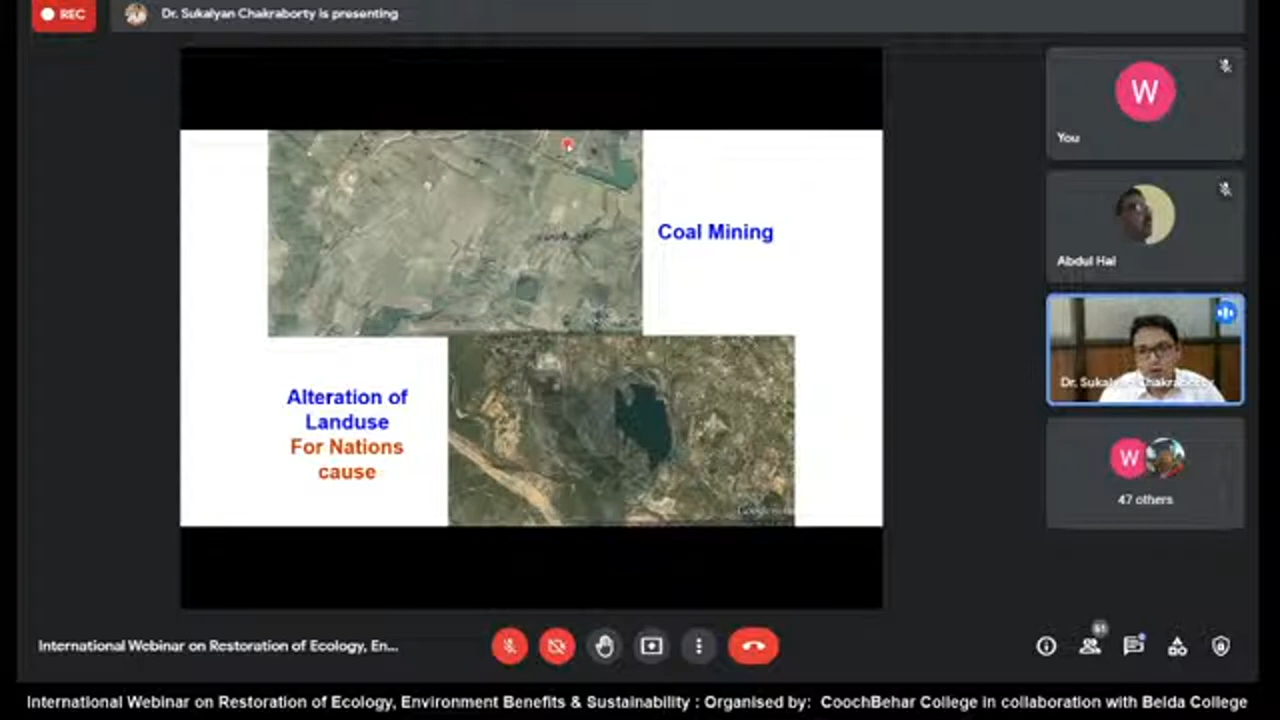 REC
Dr. Sukalyan Chakraborty is presenting
W
You
Coal Mining
Abdul Hai
Alteration of
Landuse
For Nations
cause
W
47 others
51
International Webinar on Restoration of Ecology, En...
International Webinar on Restoration of Ecology, Environment Benefits & Sustainability : Organised by: CoochBehar College in collaboration with Belda College